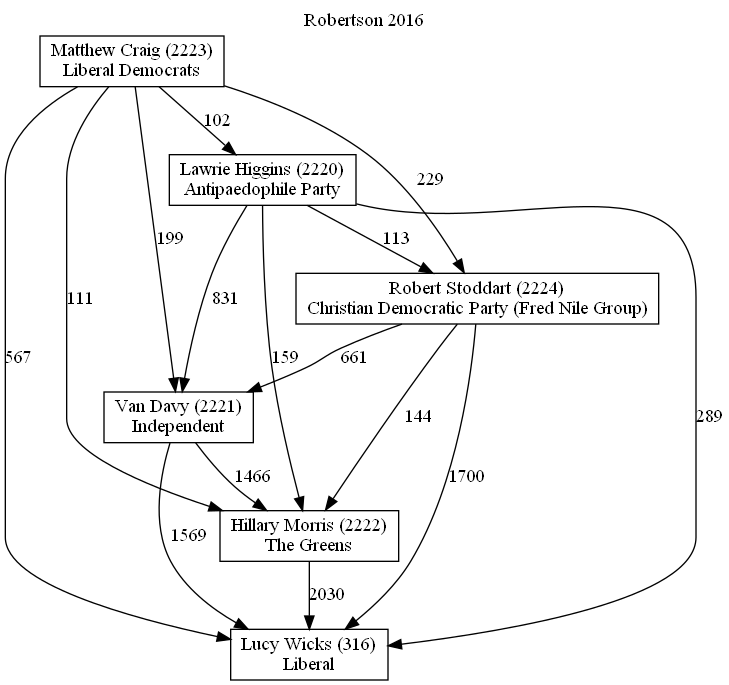 Robertson 2016
Matthew Craig (2223)
Liberal Democrats
102
Lawrie Higgins (2220)
Antipaedophile Party
229
199
113
111
831
Robert Stoddart (2224)
Christian Democratic Party (Fred Nile Group)
567
159
661
289
Van Davy (2221)
Independent
144
1466
1700
Hillary Morris (2222)
The Greens
1569
2030
Lucy Wicks (316)
Liberal